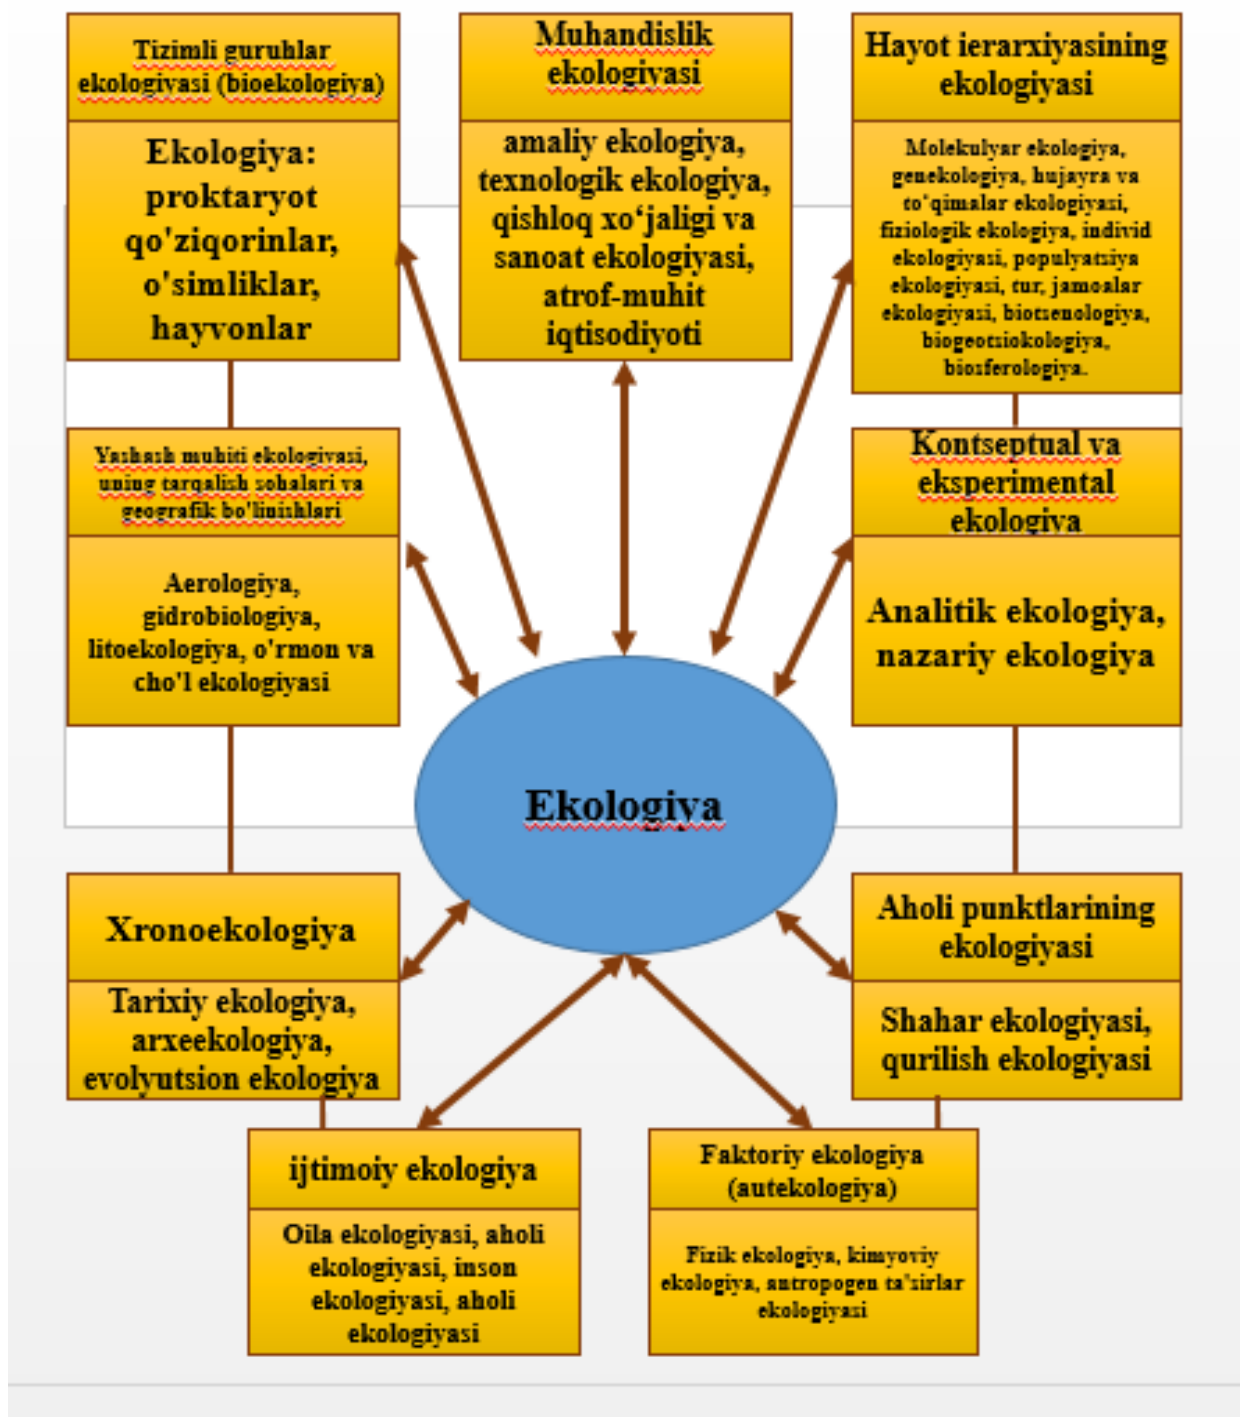 Tizimli guruhlar
ekologiyasi (bioekologiya)
Ekologiya:
proktaryot
qo'ziqorinlar,
o'simliklar,
hayvonlar
Muhandislik
ekologiyasi
amaliy ekologiya,
texnologik ekologiya,
qishloq xo‘jaligi va
sanoat ekologiyasi,
atrof-muhit
iqtisodiyoti
Hayot ierarxiyasining
ekologiyasi
Molekulyar ekologiya,
genekologiya, hujayra va
to'qimalar ekologiyasi,
fiziologik ekologiya, individ
ekologiyasi, populyatsiya
ekologiyasi, tur, jamoalar
ekologiyasi, biotsenologiya,
biogeotsiokologiya,
biosferologiya.
Yashash muhiti ekologiyasi,
uning tarqalish sohalari va
geografik bo'linishlari
Aerologiya,
gidrobiologiya,
litoekologiya, o'rmon va
cho'l ekologiyasi
Kontseptual va
eksperimental
ekologiya
Analitik ekologiya,
nazariy ekologiya
Ekologiya
Xronoekologiya
Tarixiy ekologiya,
arxeekologiya,
evolyutsion ekologiya
Aholi punktlarining
ekologiyasi
Shahar ekologiyasi,
qurilish ekologiyasi
ijtimoiy ekologiya
Oila ekologiyasi, aholi
ekologiyasi, inson
ekologiyasi, aholi
ekologiyasi
Faktoriy ekologiya
(autekologiya)
Fizik ekologiya, kimyoviy
ekologiya, antropogen ta'sirlar
ekologiyasi